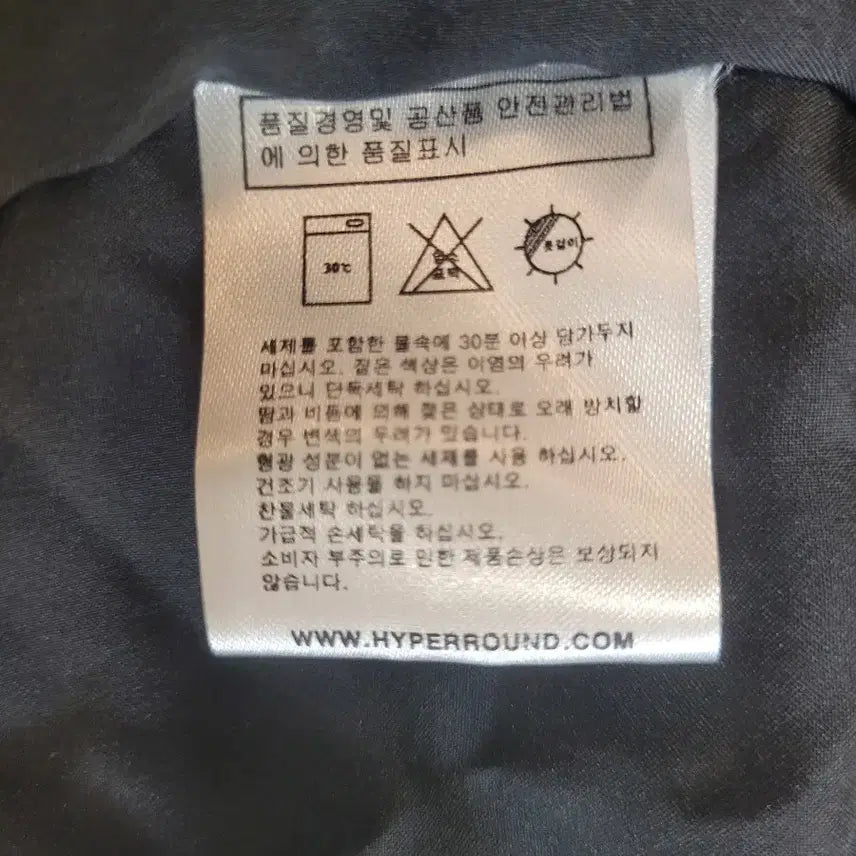 품질경영및 공산품 안전관리법
에 의한 품질표시
30℃
염소
표백
옷걸이
세제를 포함한 물속에 30분 이상 담가두지
마십시오. 짙은 색상은 이염의 우려가
있으니 단독세탁 하십시오.
땀과 비듬에 의해 젖은 상태로 오래 방치할
경우 변색의 우려가 있습니다.
형광 성분이 없는 세제를 사용 하십시오.
건조기 사용을 하지 마십시오.
찬물세탁 하십시오.
가급적 손세탁을 하십시오.
소비자 부주의로 인한 제품손상은 보상되지
않습니다.
WWW.HYPERROUND.COM